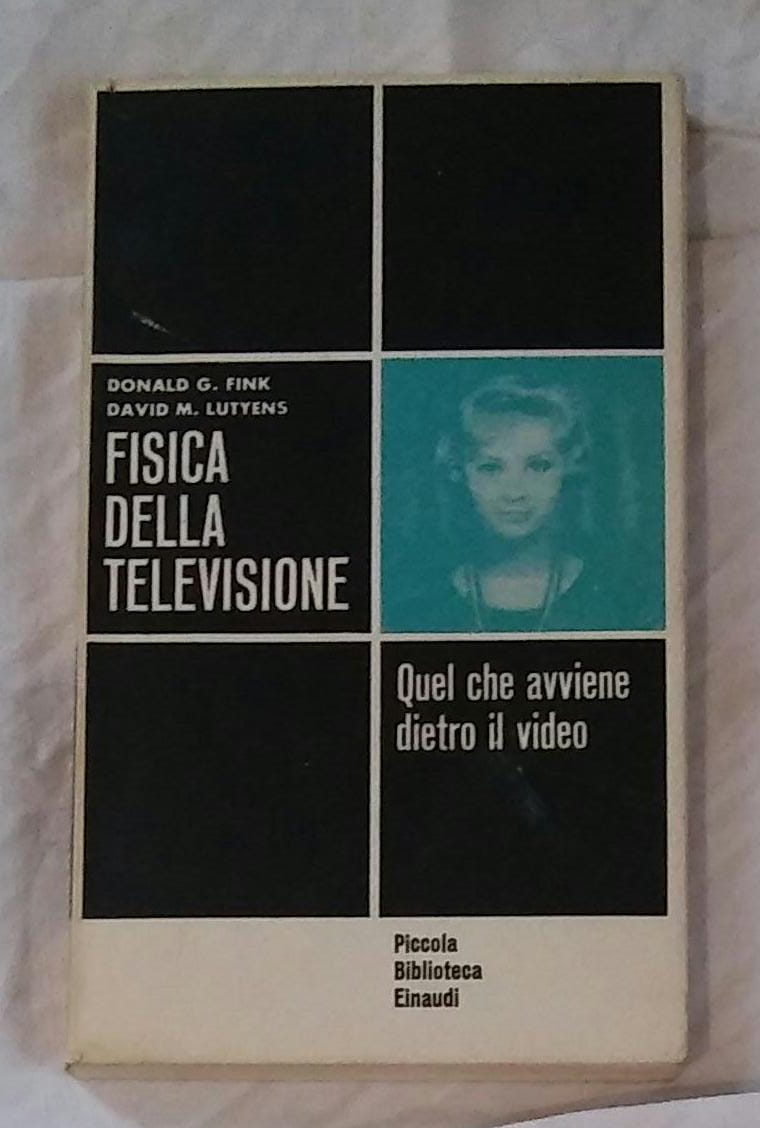 DONALD G. FINK
DAVID M. LUTYENS
FISICA
DELLA
TELEVISIONE
Quel che avviene
dietro il video
Piccola
Biblioteca
Einaudi